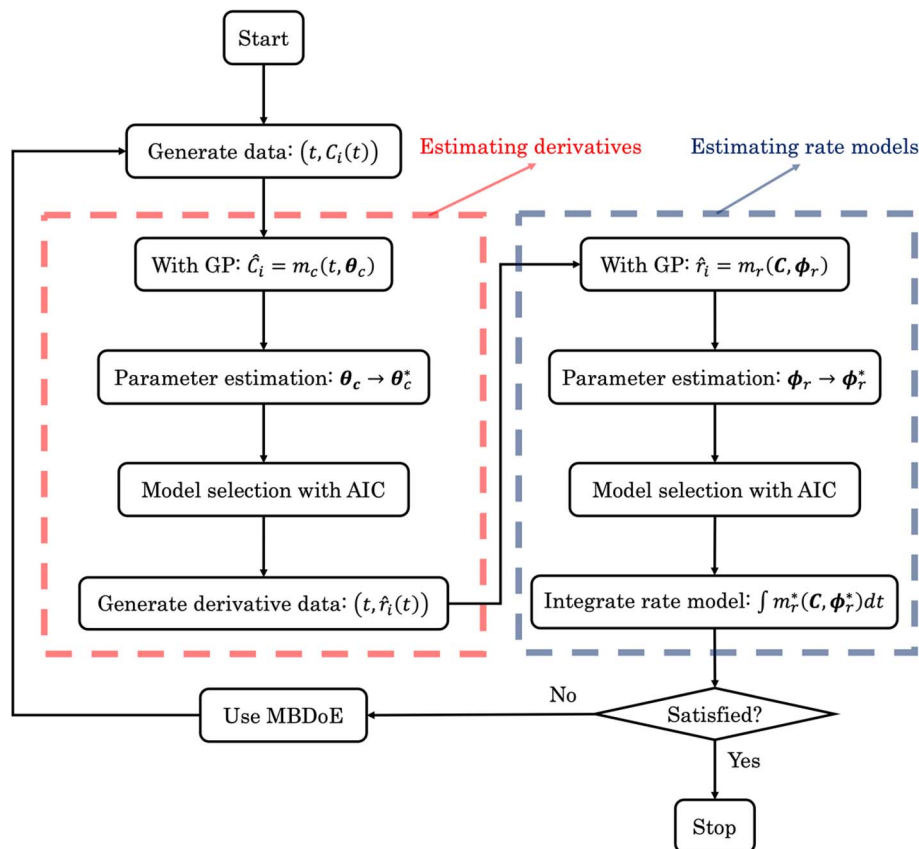 Start
Generate data: (t, C_i(t))
Estimating derivatives
Estimating rate models
With GP: Ĉ_i = m_c(t, θ_c)
Parameter estimation: θ_c → θ_c^*
Model selection with AIC
Generate derivative data: (t, r̂_i(t))
With GP: r̂_i = m_r(C, ϕ_r)
Parameter estimation: ϕ_r → ϕ_r^*
Model selection with AIC
Integrate rate model: ∫ m_r^*(C, ϕ_r^*)dt
Satisfied?
No
Use MBDoE
Yes
Stop